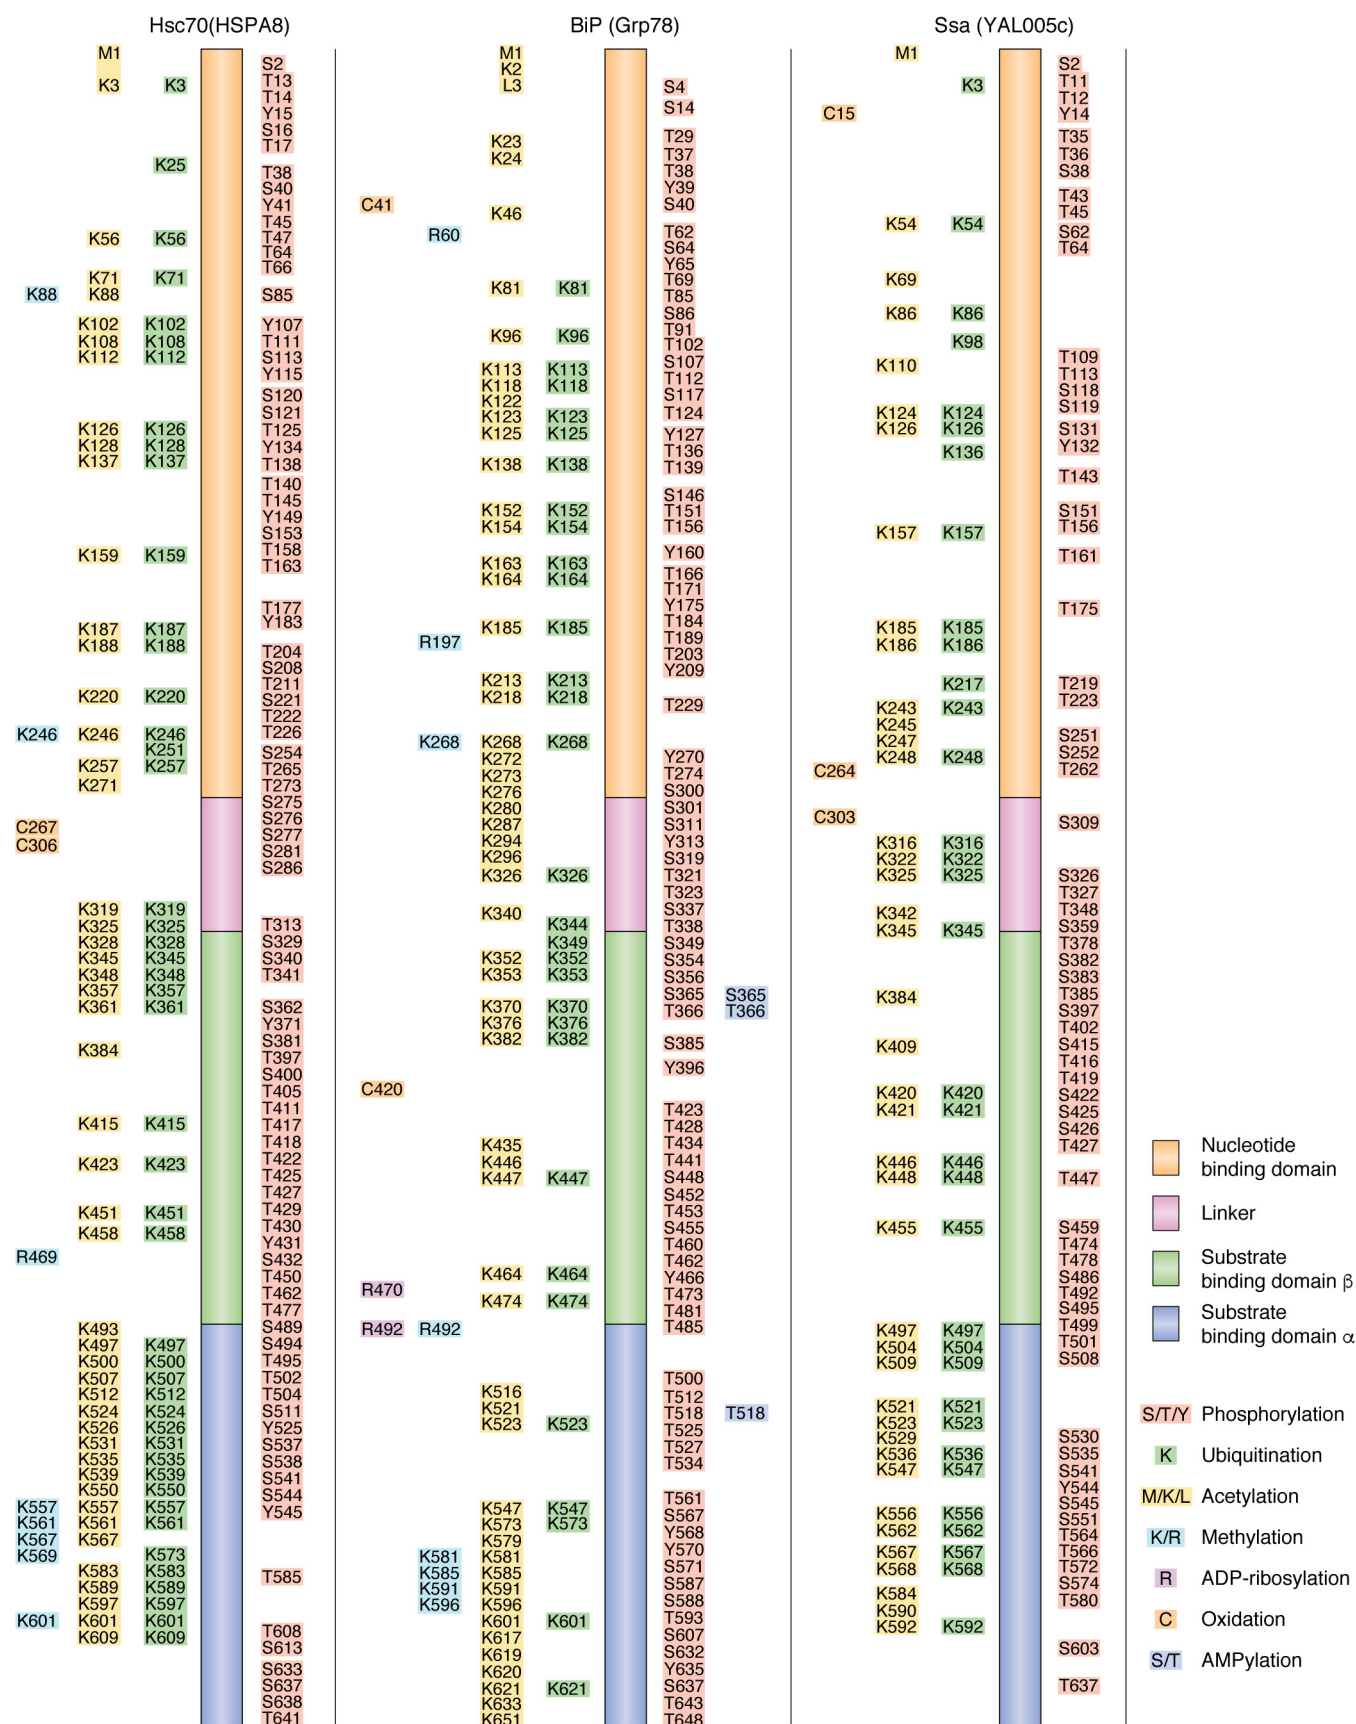 Hsc70(HSPA8)
M1
K3
K56
K71
K88
K102
K108
K112
K126
K128
K137
K159
K187
K188
K220
K246
K257
K271
K319
K325
K328
K345
K348
K357
K361
K384
K415
K423
K451
K458
K493
K497
K500
K507
K512
K524
K526
K531
K535
K539
K550
K557
K561
K567
K583
K589
K597
K601
K609
K88
K246
C267
C306
R469
K557
K561
K567
K569
K601
K3
K25
K56
K71
K102
K108
K112
K126
K128
K137
K159
K187
K188
K220
K246
K251
K257
K319
K325
K328
K345
K348
K357
K361
K415
K423
K451
K458
K497
K500
K507
K512
K524
K526
K531
K535
K539
K550
K557
K561
K573
K583
K589
K597
K601
K609
S2
T13
T14
Y15
S16
T17
T38
S40
Y41
T45
T47
T64
T66
S85
Y107
T111
S113
Y115
S120
S121
T125
Y134
T138
T140
T145
Y149
S153
T158
T163
T177
Y183
T204
S208
T211
S221
T222
T226
S254
T265
T273
S275
S276
S277
S281
S286
T313
S329
S340
T341
S362
Y371
S381
T397
S400
T405
T411
T417
T418
T422
T425
T427
T429
T430
Y431
S432
T450
T462
T477
S489
S494
T495
T502
T504
S511
Y525
S537
S538
S541
S544
Y545
T585
T608
S613
S633
S637
S638
T641
BiP (Grp78)
C41
C420
R470
R492
R60
R197
K268
R492
K581
K585
K591
K596
M1
K2
L3
K23
K24
K46
K81
K96
K113
K118
K122
K123
K125
K138
K152
K154
K163
K164
K185
K213
K218
K268
K272
K273
K276
K280
K287
K294
K296
K326
K340
K352
K353
K370
K376
K382
K435
K446
K447
K464
K474
K516
K521
K523
K547
K573
K579
K581
K585
K591
K596
K601
K617
K619
K620
K621
K633
K651
K81
K96
K113
K118
K123
K125
K138
K152
K154
K163
K164
K185
K213
K218
K268
K326
K344
K349
K352
K353
K370
K376
K382
K447
K464
K474
K523
K547
K573
K601
K621
S4
S14
T29
T37
T38
Y39
S40
T62
S64
Y65
T69
T85
S86
T91
T102
S107
T112
S117
T124
Y127
T136
T139
S146
T151
T156
Y160
T166
T171
Y175
T184
T189
T203
Y209
T229
Y270
T274
S300
S301
S311
Y313
S319
T321
T323
S337
T338
S349
S354
S356
S365
T366
S385
Y396
T423
T428
T434
T441
S448
S452
T453
S455
T460
T462
Y466
T473
T481
T485
T500
T512
T518
T525
T527
T534
T561
S567
Y568
Y570
S571
S587
S588
T593
S607
S632
Y635
S637
T643
T648
S365
T366
T518
Ssa (YAL005c)
C15
C264
C303
M1
K54
K69
K86
K110
K124
K126
K157
K185
K186
K243
K245
K247
K248
K316
K322
K325
K342
K345
K384
K409
K420
K421
K446
K448
K455
K497
K504
K509
K521
K523
K529
K536
K547
K556
K562
K567
K568
K584
K590
K592
K3
K54
K86
K98
K124
K126
K136
K157
K185
K186
K217
K243
K248
K316
K322
K325
K345
K420
K421
K446
K448
K455
K497
K504
K509
K521
K523
K536
K547
K556
K562
K567
K568
K592
S2
T11
T12
Y14
T35
T36
S38
T43
T45
S62
T64
T109
T113
S118
S119
S131
Y132
T143
S151
T156
T161
T175
T219
T223
S251
S252
T262
S309
S326
T327
T348
S359
T378
S382
S383
T385
S397
T402
S415
T416
T419
S422
S425
S426
T427
T447
S459
T474
T478
S486
T492
S495
T499
T501
S508
S530
S535
S541
Y544
S545
S551
T564
T566
T572
S574
T580
S603
T637
Nucleotide
binding domain
Linker
Substrate
binding domain β
Substrate
binding domain α
S/T/Y Phosphorylation
K Ubiquitination
M/K/L Acetylation
K/R Methylation
R ADP-ribosylation
C Oxidation
S/T AMPylation